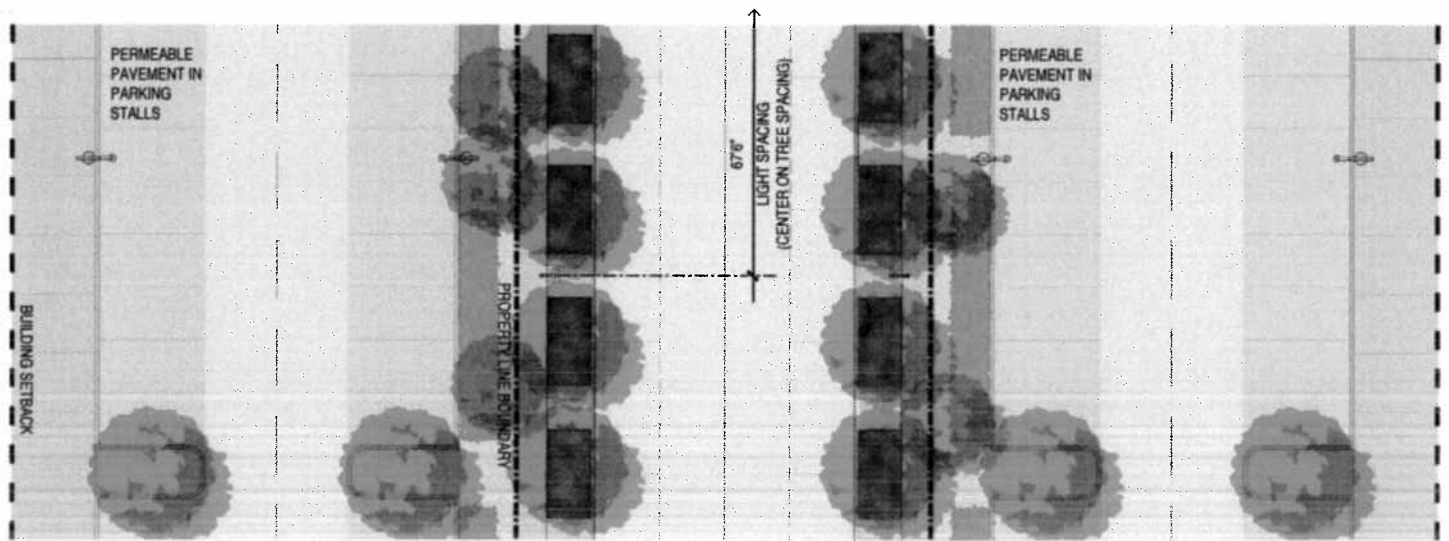 PERMEABLE
PAVEMENT IN
PARKING
STALLS
BUILDING SETBACK
PROPERTY LINE BOUNDARY
67'6"
LIGHT SPACING
(CENTER ON TREE SPACING)
PERMEABLE
PAVEMENT IN
PARKING
STALLS